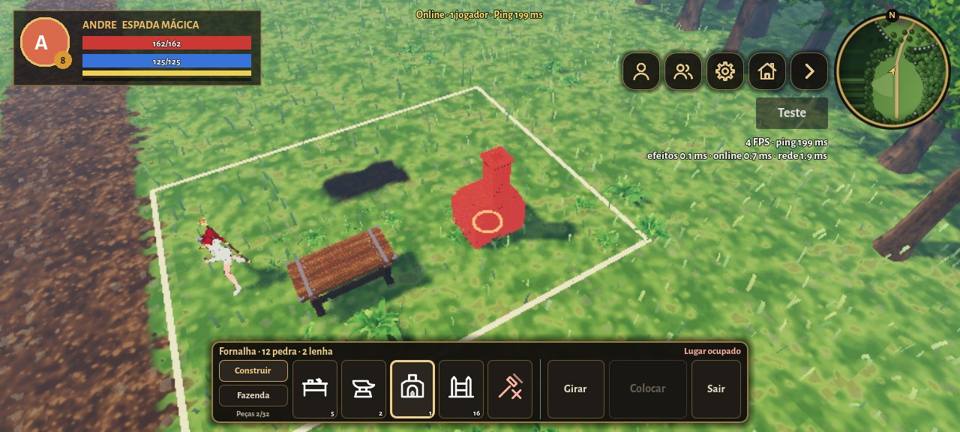 Online · 1 jogador · Ping 199 ms
ANDRE ESPADA MÁGICA
A
8
162/162
125/125
N
Teste
4 FPS · ping 199 ms
efeitos 0.1 ms · online 0.7 ms · rede 1.9 ms
Fornalha · 12 pedra · 2 lenha
Lugar ocupado
Construir
Fazenda
Peças 2/32
5
2
1
16
Girar
Colocar
Sair